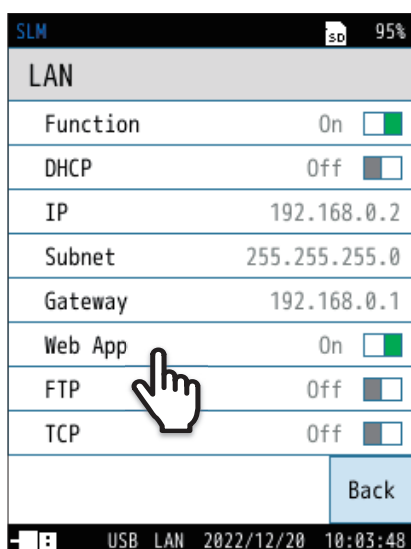 SLM SD 95%
LAN
Function On
DHCP Off
IP 192.168.0.2
Subnet 255.255.255.0
Gateway 192.168.0.1
Web App On
FTP Off
TCP Off
Back
USB LAN 2022/12/20 10:03:48